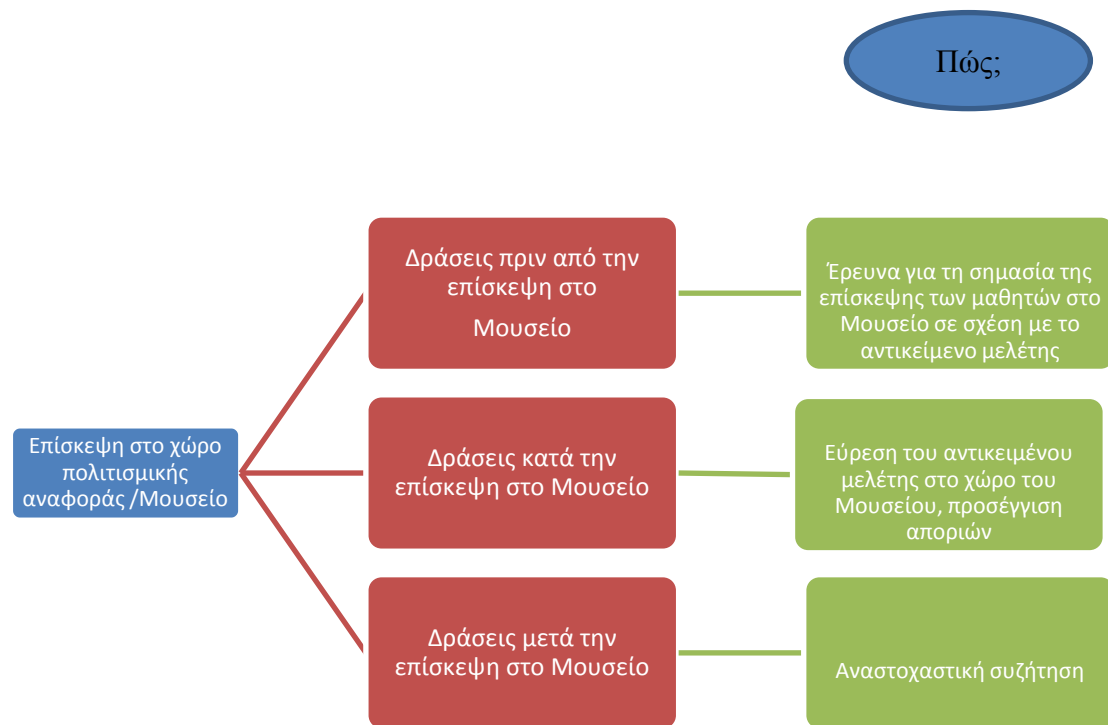 Πώς;
Επίσκεψη στο χώρο
πολιτισμικής
αναφοράς /Μουσείο
Δράσεις πριν από την
επίσκεψη στο
Μουσείο
Έρευνα για τη σημασία της
επίσκεψης των μαθητών στο
Μουσείο σε σχέση με το
αντικείμενο μελέτης
Δράσεις κατά την
επίσκεψη στο Μουσείο
Εύρεση του αντικειμένου
μελέτης στο χώρο του
Μουσείου, προσέγγιση
αποριών
Δράσεις μετά την
επίσκεψη στο Μουσείο
Αναστοχαστική συζήτηση